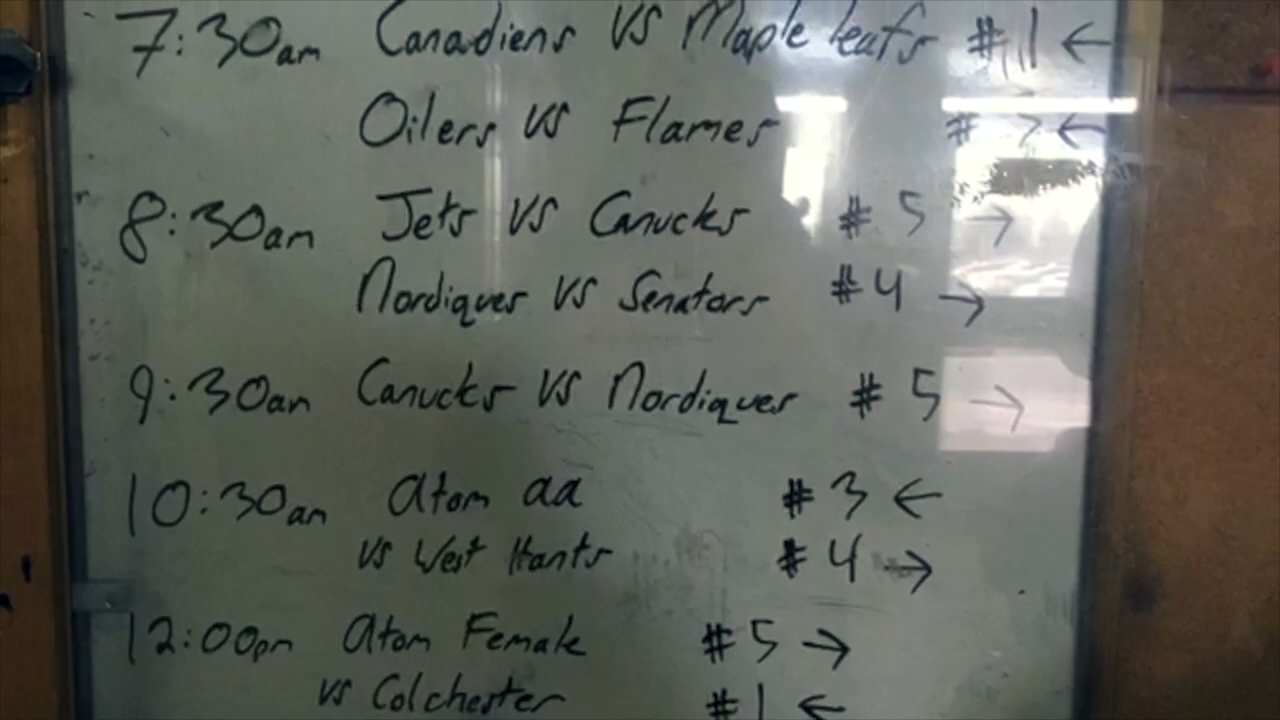 7:30am Canadiens vs Maple leafs #1 ←
Oilers vs Flames # ←
8:30am Jets vs Canucks #5 →
Nordiques vs Senators #4 →
9:30am Canucks vs Nordiques #5 →
10:30am Atom aa #3 ←
vs West Hants #4 →
12:00pm Atom Female #5 →
vs Colchester #1 ←